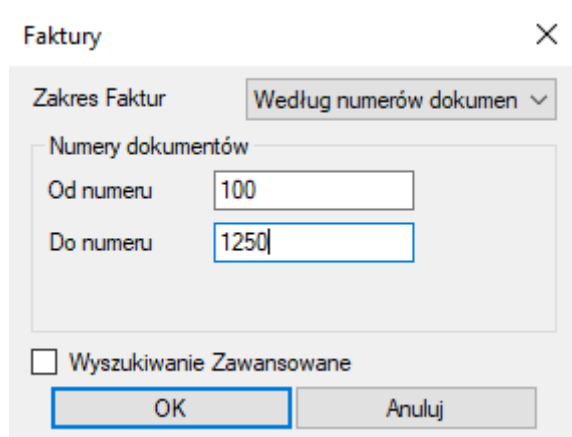 Faktury
Zakres Faktur Według numerów dokumen
Numery dokumentów
Od numeru 100
Do numeru 1250
Wyszukiwanie Zawansowane
OK Anuluj